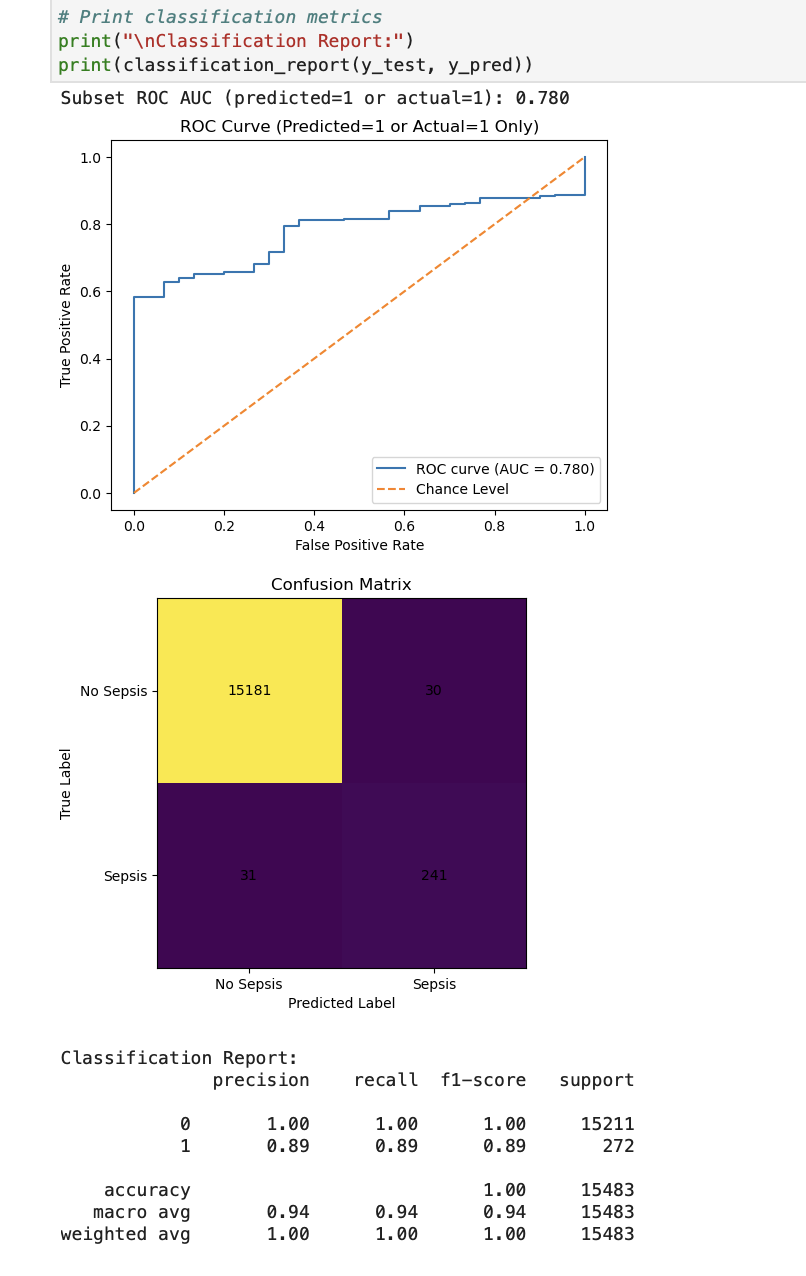 # Print classification metrics
print("\nClassification Report:")
print(classification_report(y_test, y_pred))
Subset ROC AUC (predicted=1 or actual=1): 0.780
ROC Curve (Predicted=1 or Actual=1 Only)
1.0
0.8
0.6
0.4
0.2
0.0
True Positive Rate
ROC curve (AUC = 0.780)
Chance Level
0.0 0.2 0.4 0.6 0.8 1.0
False Positive Rate
Confusion Matrix
No Sepsis 15181 30
True Label
Sepsis 31 241
No Sepsis Sepsis
Predicted Label
Classification Report:
precision recall f1-score support
0 1.00 1.00 1.00 15211
1 0.89 0.89 0.89 272
accuracy 1.00 15483
macro avg 0.94 0.94 0.94 15483
weighted avg 1.00 1.00 1.00 15483